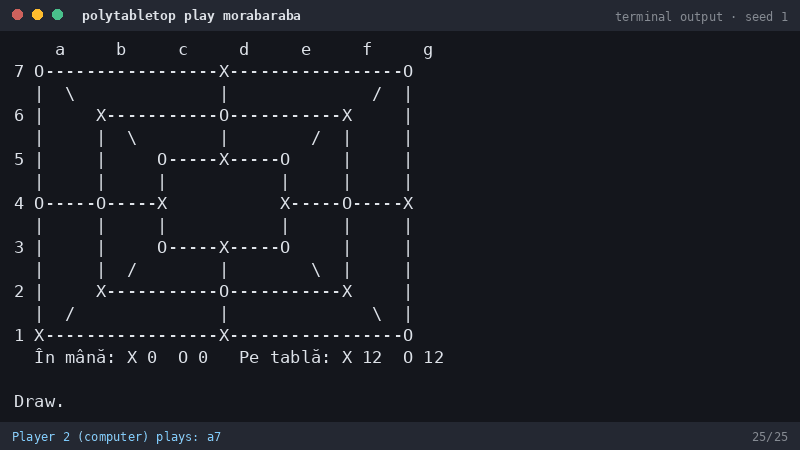 polytabletop play morabaraba
terminal output · seed 1
    a     b     c     d     e     f     g
7 O-----------------X-----------------O
  |  \              |              /  |
6 |     X-----------O-----------X     |
  |     |  \        |       /  |     |
5 |     |     O-----X-----O     |     |
  |     |     |           |     |     |
4 O-----O-----X           X-----O-----X
  |     |     |           |     |     |
3 |     |     O-----X-----O     |     |
  |     |  /        |        \  |     |
2 |     X-----------O-----------X     |
  |  /              |              \  |
1 X-----------------X-----------------O
  În mână: X 0  O 0   Pe tablă: X 12  O 12
Draw.
Player 2 (computer) plays: a7
25/25